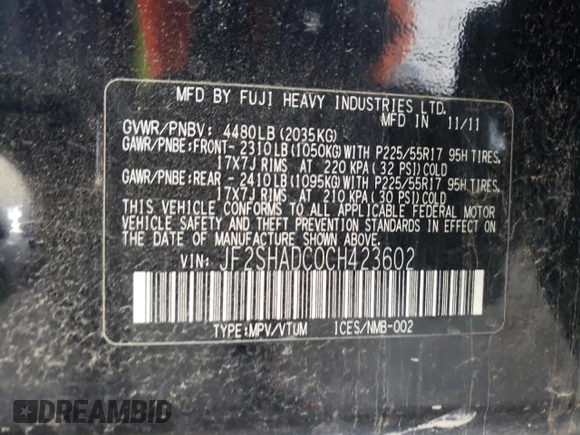 MFD BY FUJI HEAVY INDUSTRIES LTD.
MFD IN 11/11
GVWR/PNBV: 4480LB(2035KG)
GAWR/PNBE:FRONT- 2310LB(1050KG)WITH P225/55R17 95H TIRES,
17X7J RIMS AT 220 KPA(32 PSI)COLD
GAWR/PNBE:REAR - 2410LB(1095KG)WITH P225/55R17 95H TIRES,
17X7J RIMS AT 210 KPA(30 PSI)COLD
THIS VEHICLE CONFORMS TO ALL APPLICABLE FEDERAL MOTOR
VEHICLE SAFETY AND THEFT PREVENTION STANDARDS
IN EFFECT ON THE DATE OF MANUFACTURE SHOWN ABOVE.
VIN: JF2SHADC0CH423602
TYPE:MPV/VTUM ICES/NMB-002
DREAMBID